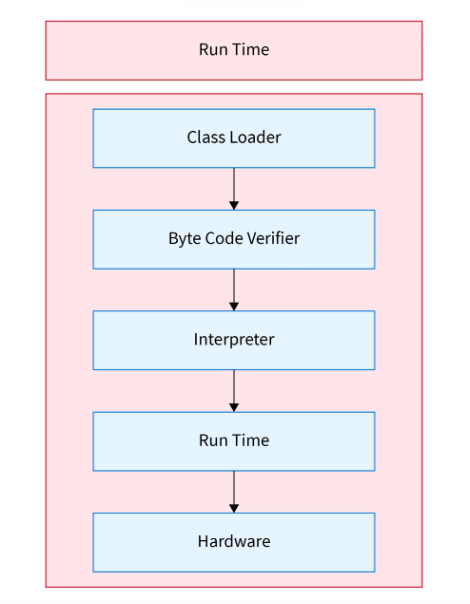 Run Time
Class Loader
Byte Code Verifier
Interpreter
Run Time
Hardware